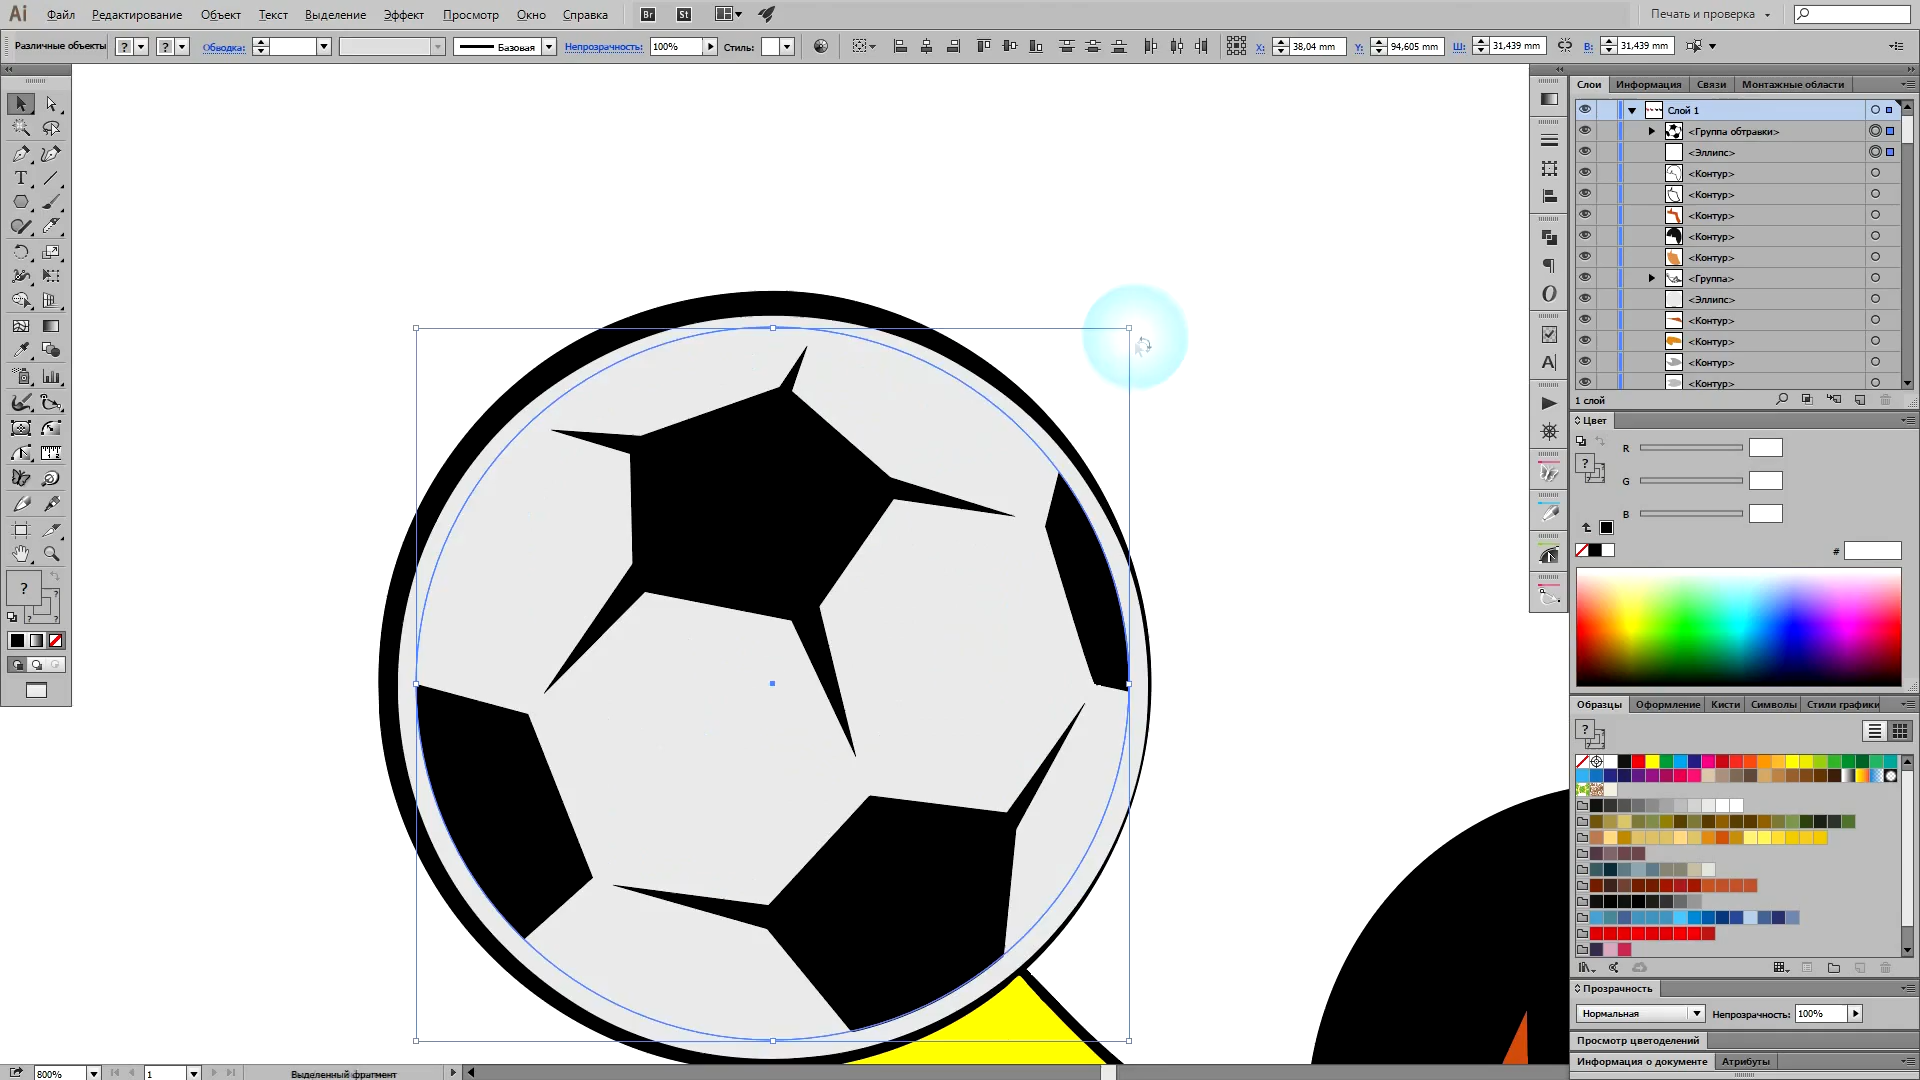 Ai Файл Редактирование Объект Текст Выделение Эффект Просмотр Окно Справка Br St Печать и проверка
Различные объекты ? ? Обводка: Базовая Непрозрачность: 100% Стиль: X: 38,04 mm Y: 94,605 mm Ш: 31,439 mm В: 31,439 mm
Слои Информация Связи Монтажные области
Слой 1
<Группа обтравки>
<Эллипс>
<Контур>
<Контур>
<Контур>
<Контур>
<Контур>
<Группа>
<Эллипс>
<Контур>
<Контур>
<Контур>
<Контур>
1 слой
Цвет
R
G
B
#
Образцы Оформление Кисти Символы Стили графики
Прозрачность
Нормальная Непрозрачность: 100%
Просмотр цветоделений
Информация о документе Атрибуты
800% 1 Выделенный фрагмент